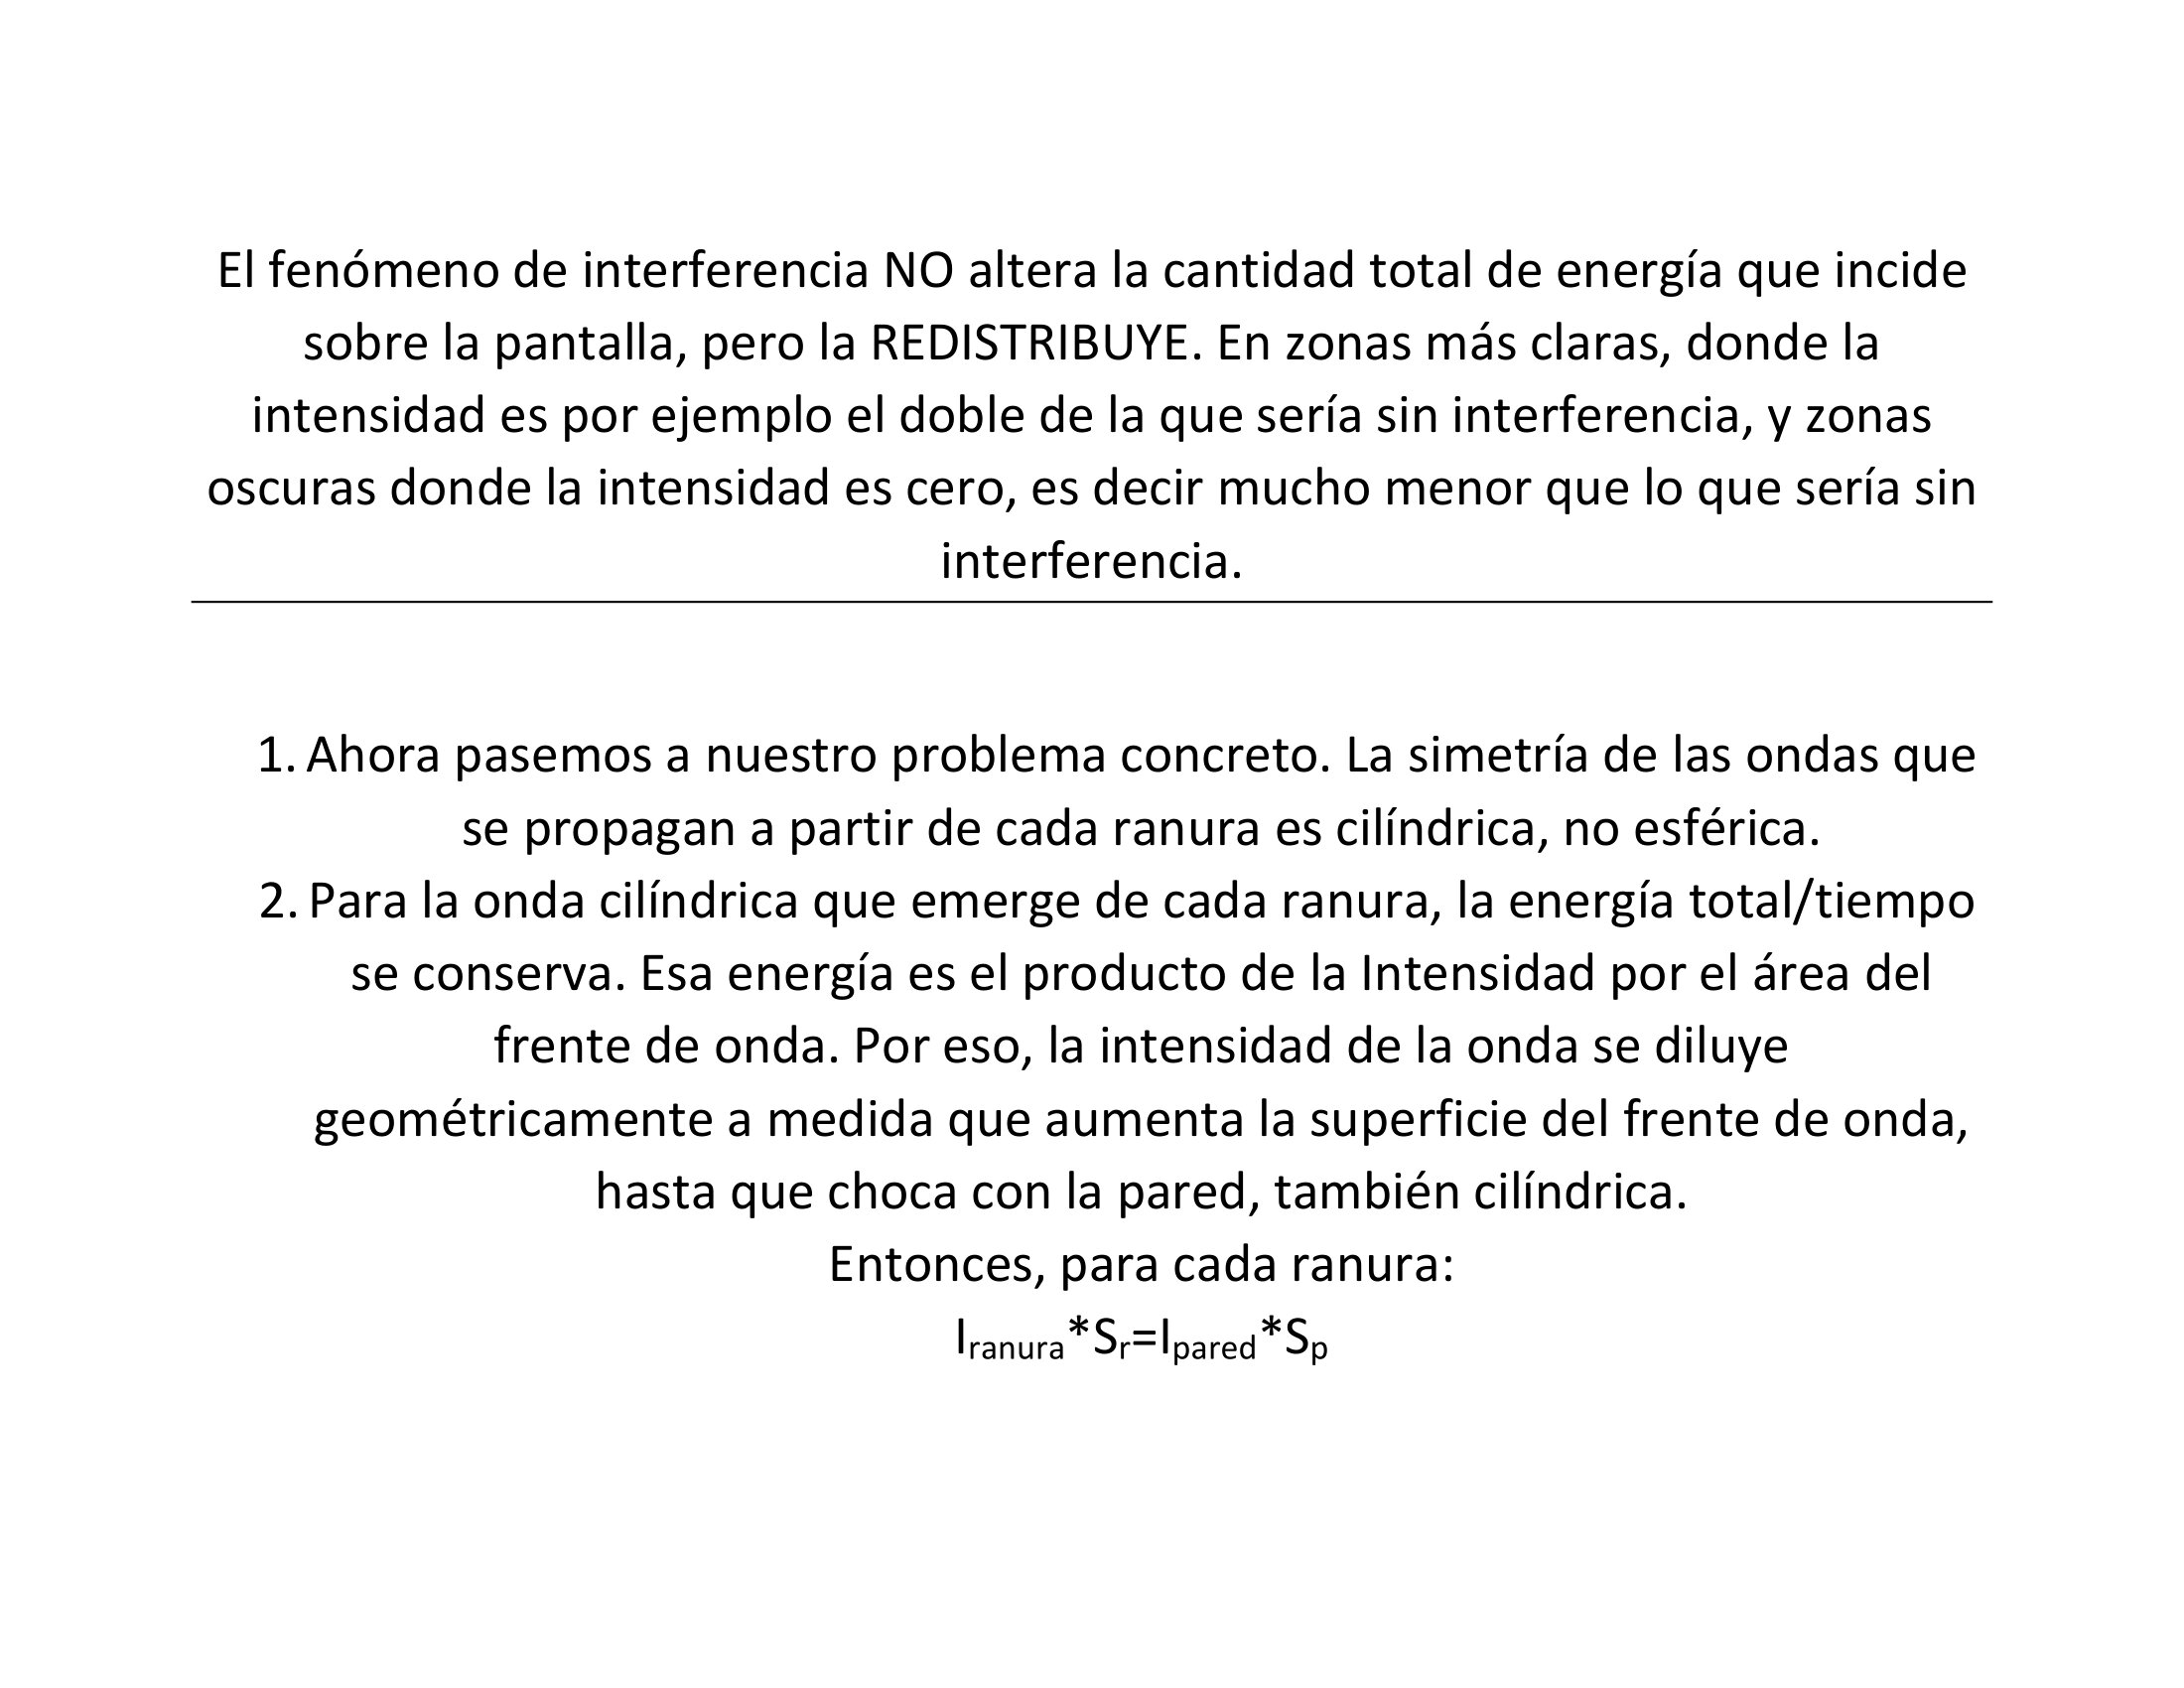 El fenómeno de interferencia NO altera la cantidad total de energía que incide
sobre la pantalla, pero la REDISTRIBUYE. En zonas más claras, donde la
intensidad es por ejemplo el doble de la que sería sin interferencia, y zonas
oscuras donde la intensidad es cero, es decir mucho menor que lo que sería sin
interferencia.
1. Ahora pasemos a nuestro problema concreto. La simetría de las ondas que
se propagan a partir de cada ranura es cilíndrica, no esférica.
2. Para la onda cilíndrica que emerge de cada ranura, la energía total/tiempo
se conserva. Esa energía es el producto de la Intensidad por el área del
frente de onda. Por eso, la intensidad de la onda se diluye
geométricamente a medida que aumenta la superficie del frente de onda,
hasta que choca con la pared, también cilíndrica.
Entonces, para cada ranura:
I_ranura*S_r=I_pared*S_p